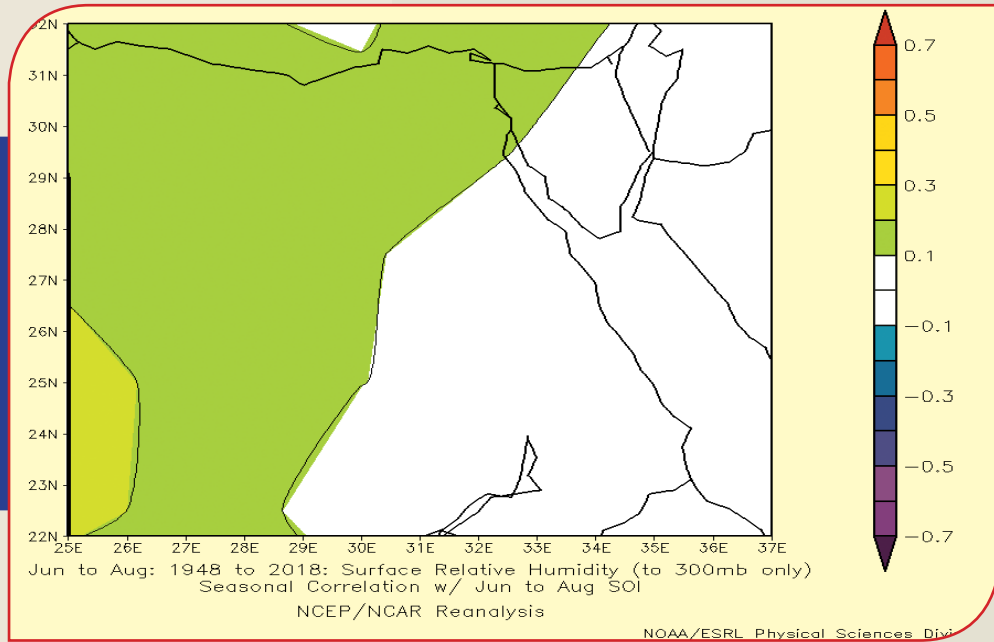 32N
31N
30N
29N
28N
27N
26N
25N
24N
23N
22N
25E 26E 27E 28E 29E 30E 31E 32E 33E 34E 35E 36E 37E
0.7
0.5
0.3
0.1
−0.1
−0.3
−0.5
−0.7
Jun to Aug: 1948 to 2018: Surface Relative Humidity (to 300mb only)
Seasonal Correlation w/ Jun to Aug SOI
NCEP/NCAR Reanalysis
NOAA/ESRL Physical Sciences Divi